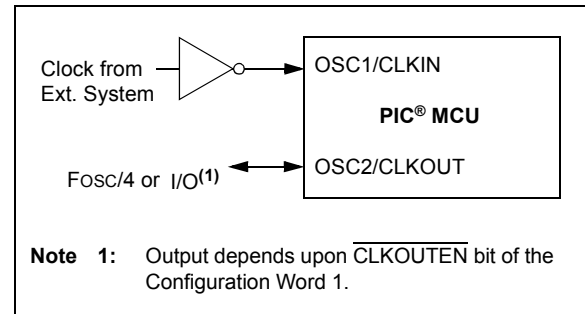 Clock from
Ext. System
OSC1/CLKIN
PIC® MCU
OSC2/CLKOUT
FOSC/4 or I/O(1)
Note 1: Output depends upon CLKOUTEN bit of the
Configuration Word 1.